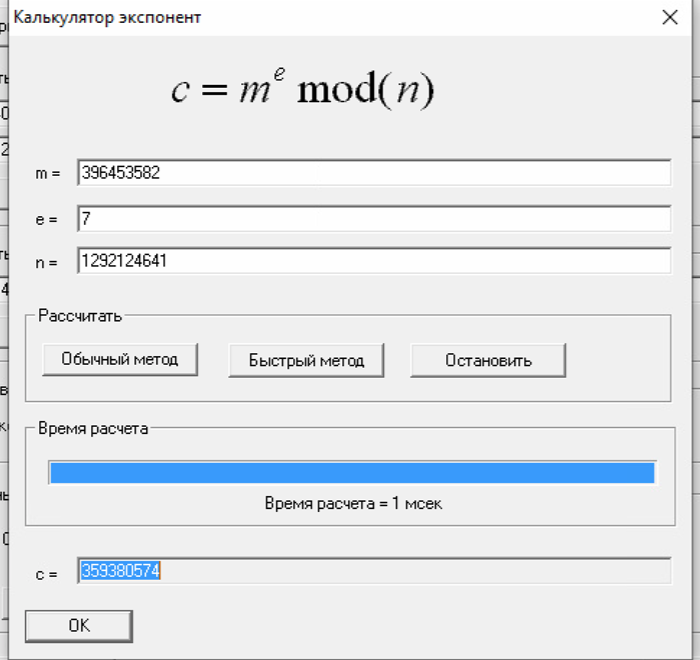 Калькулятор экспонент
c = m^e mod(n)
m = 396453582
e = 7
n = 1292124641
Рассчитать
Обычный метод Быстрый метод Остановить
Время расчета
Время расчета = 1 мсек
c = 359380574
OK